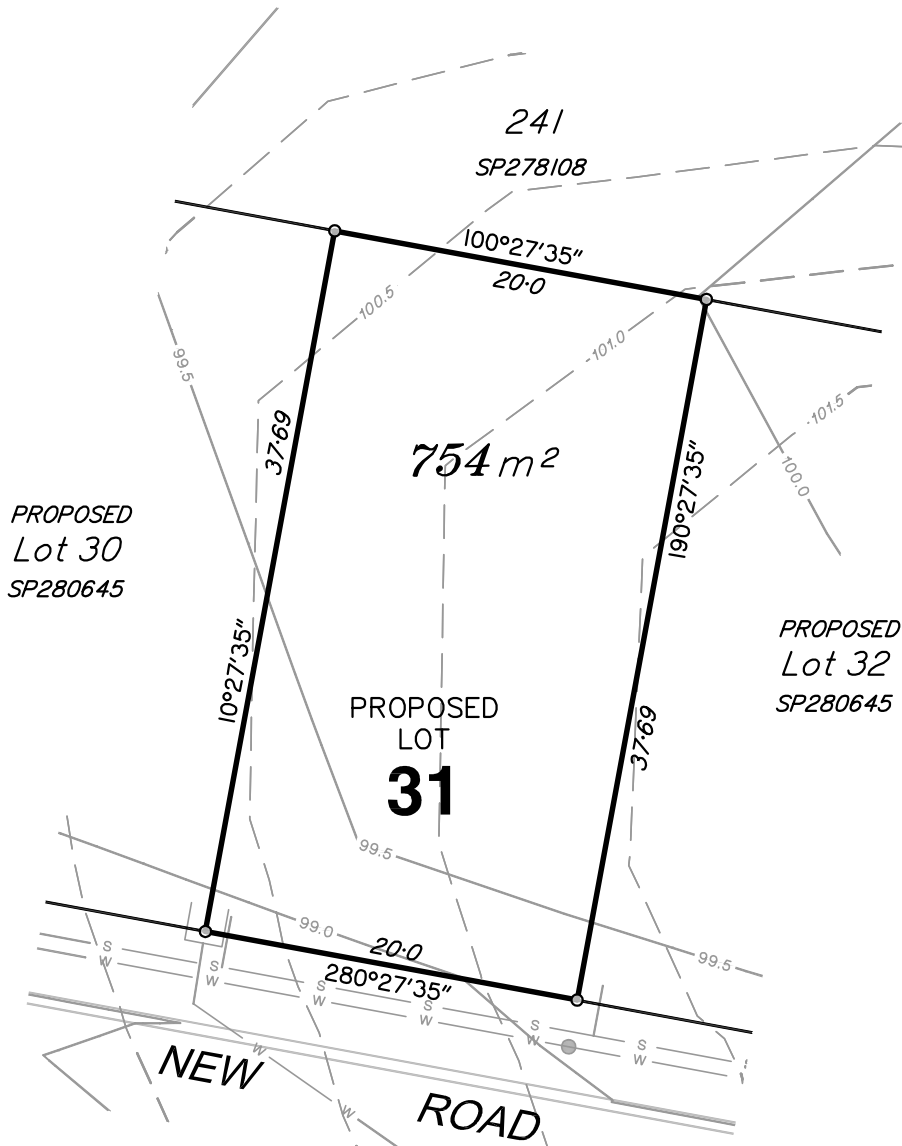 241
SP278108
100°27'35"
20·0
100.5
101.0
99.5
101.5
37·69
754 m²
190°27'35"
100.0
PROPOSED
Lot 30
SP280645
PROPOSED
Lot 32
SP280645
10°27'35"
PROPOSED
LOT
31
37·69
99.5
99.0
20·0
280°27'35"
99.5
S
W
S
W
S
W
S
W
S
W
S
W
W
W
NEW
ROAD